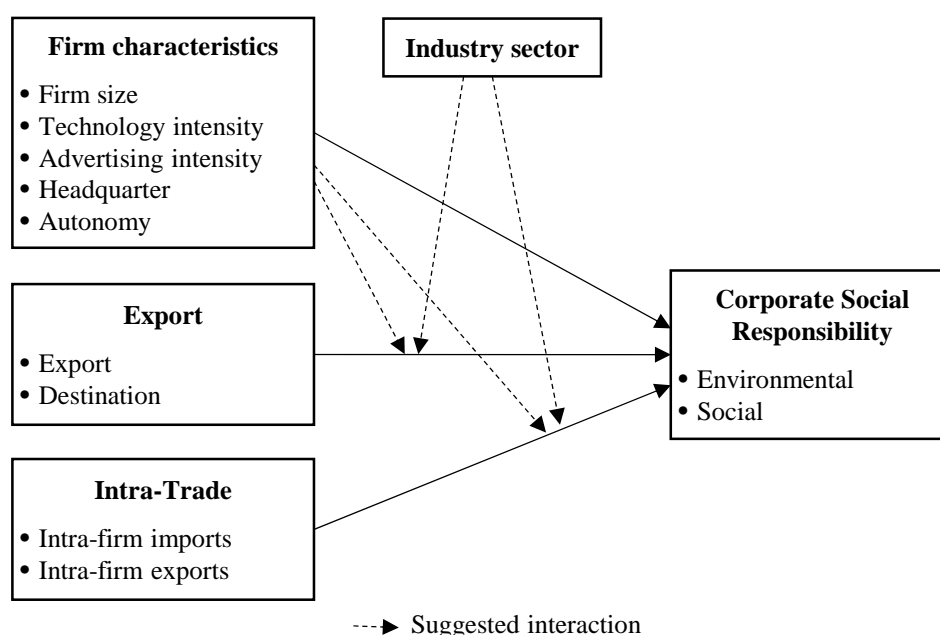 Firm characteristics
• Firm size
• Technology intensity
• Advertising intensity
• Headquarter
• Autonomy
Industry sector
Export
• Export
• Destination
Corporate Social
Responsibility
• Environmental
• Social
Intra-Trade
• Intra-firm imports
• Intra-firm exports
Suggested interaction